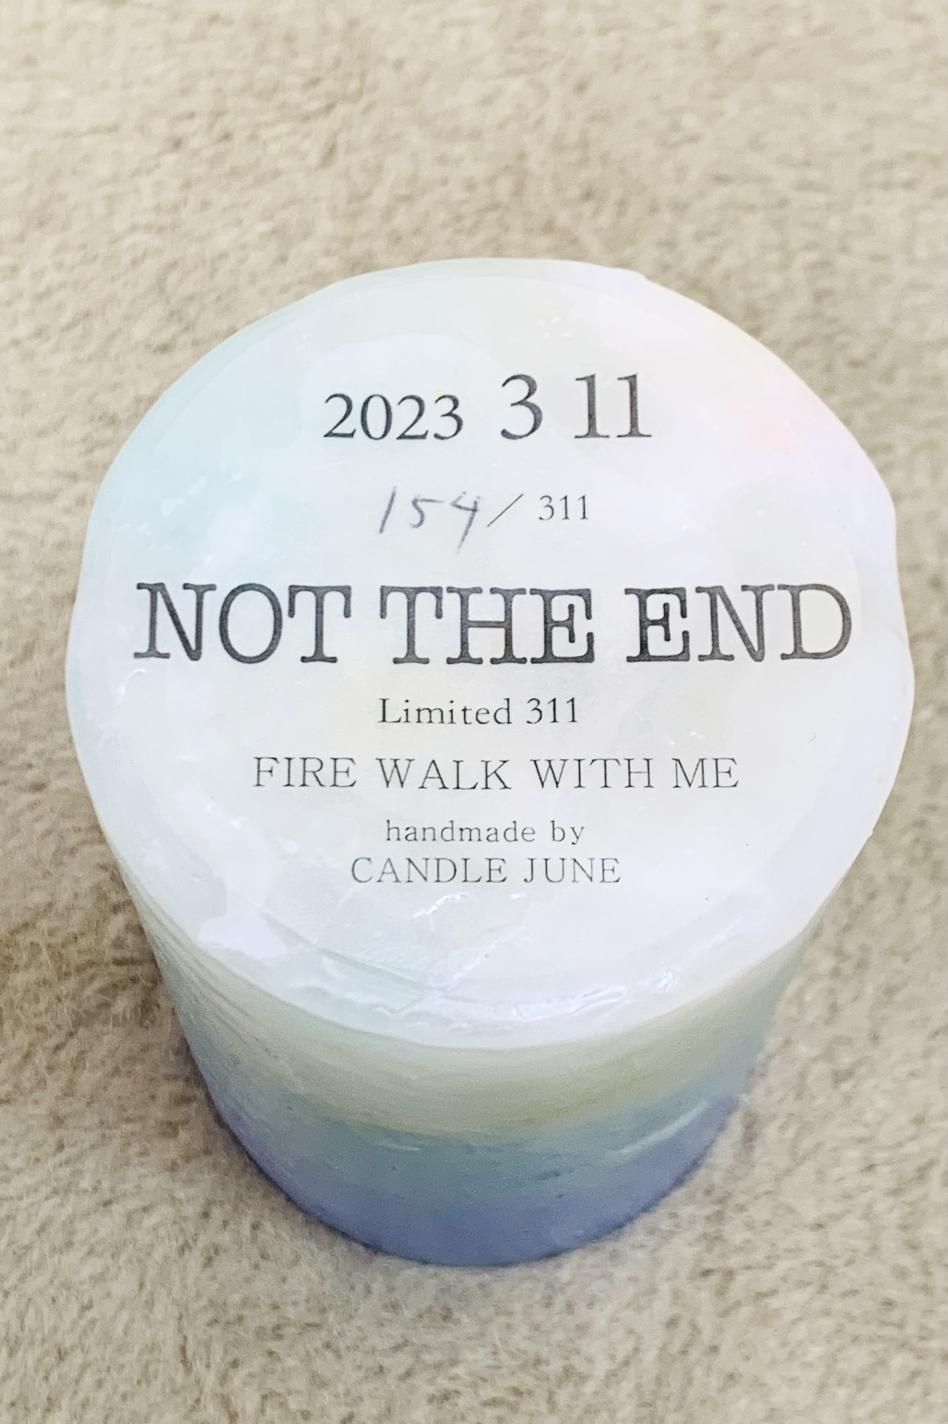 2023 3 11
154/311
NOT THE END
Limited 311
FIRE WALK WITH ME
handmade by
CANDLE JUNE